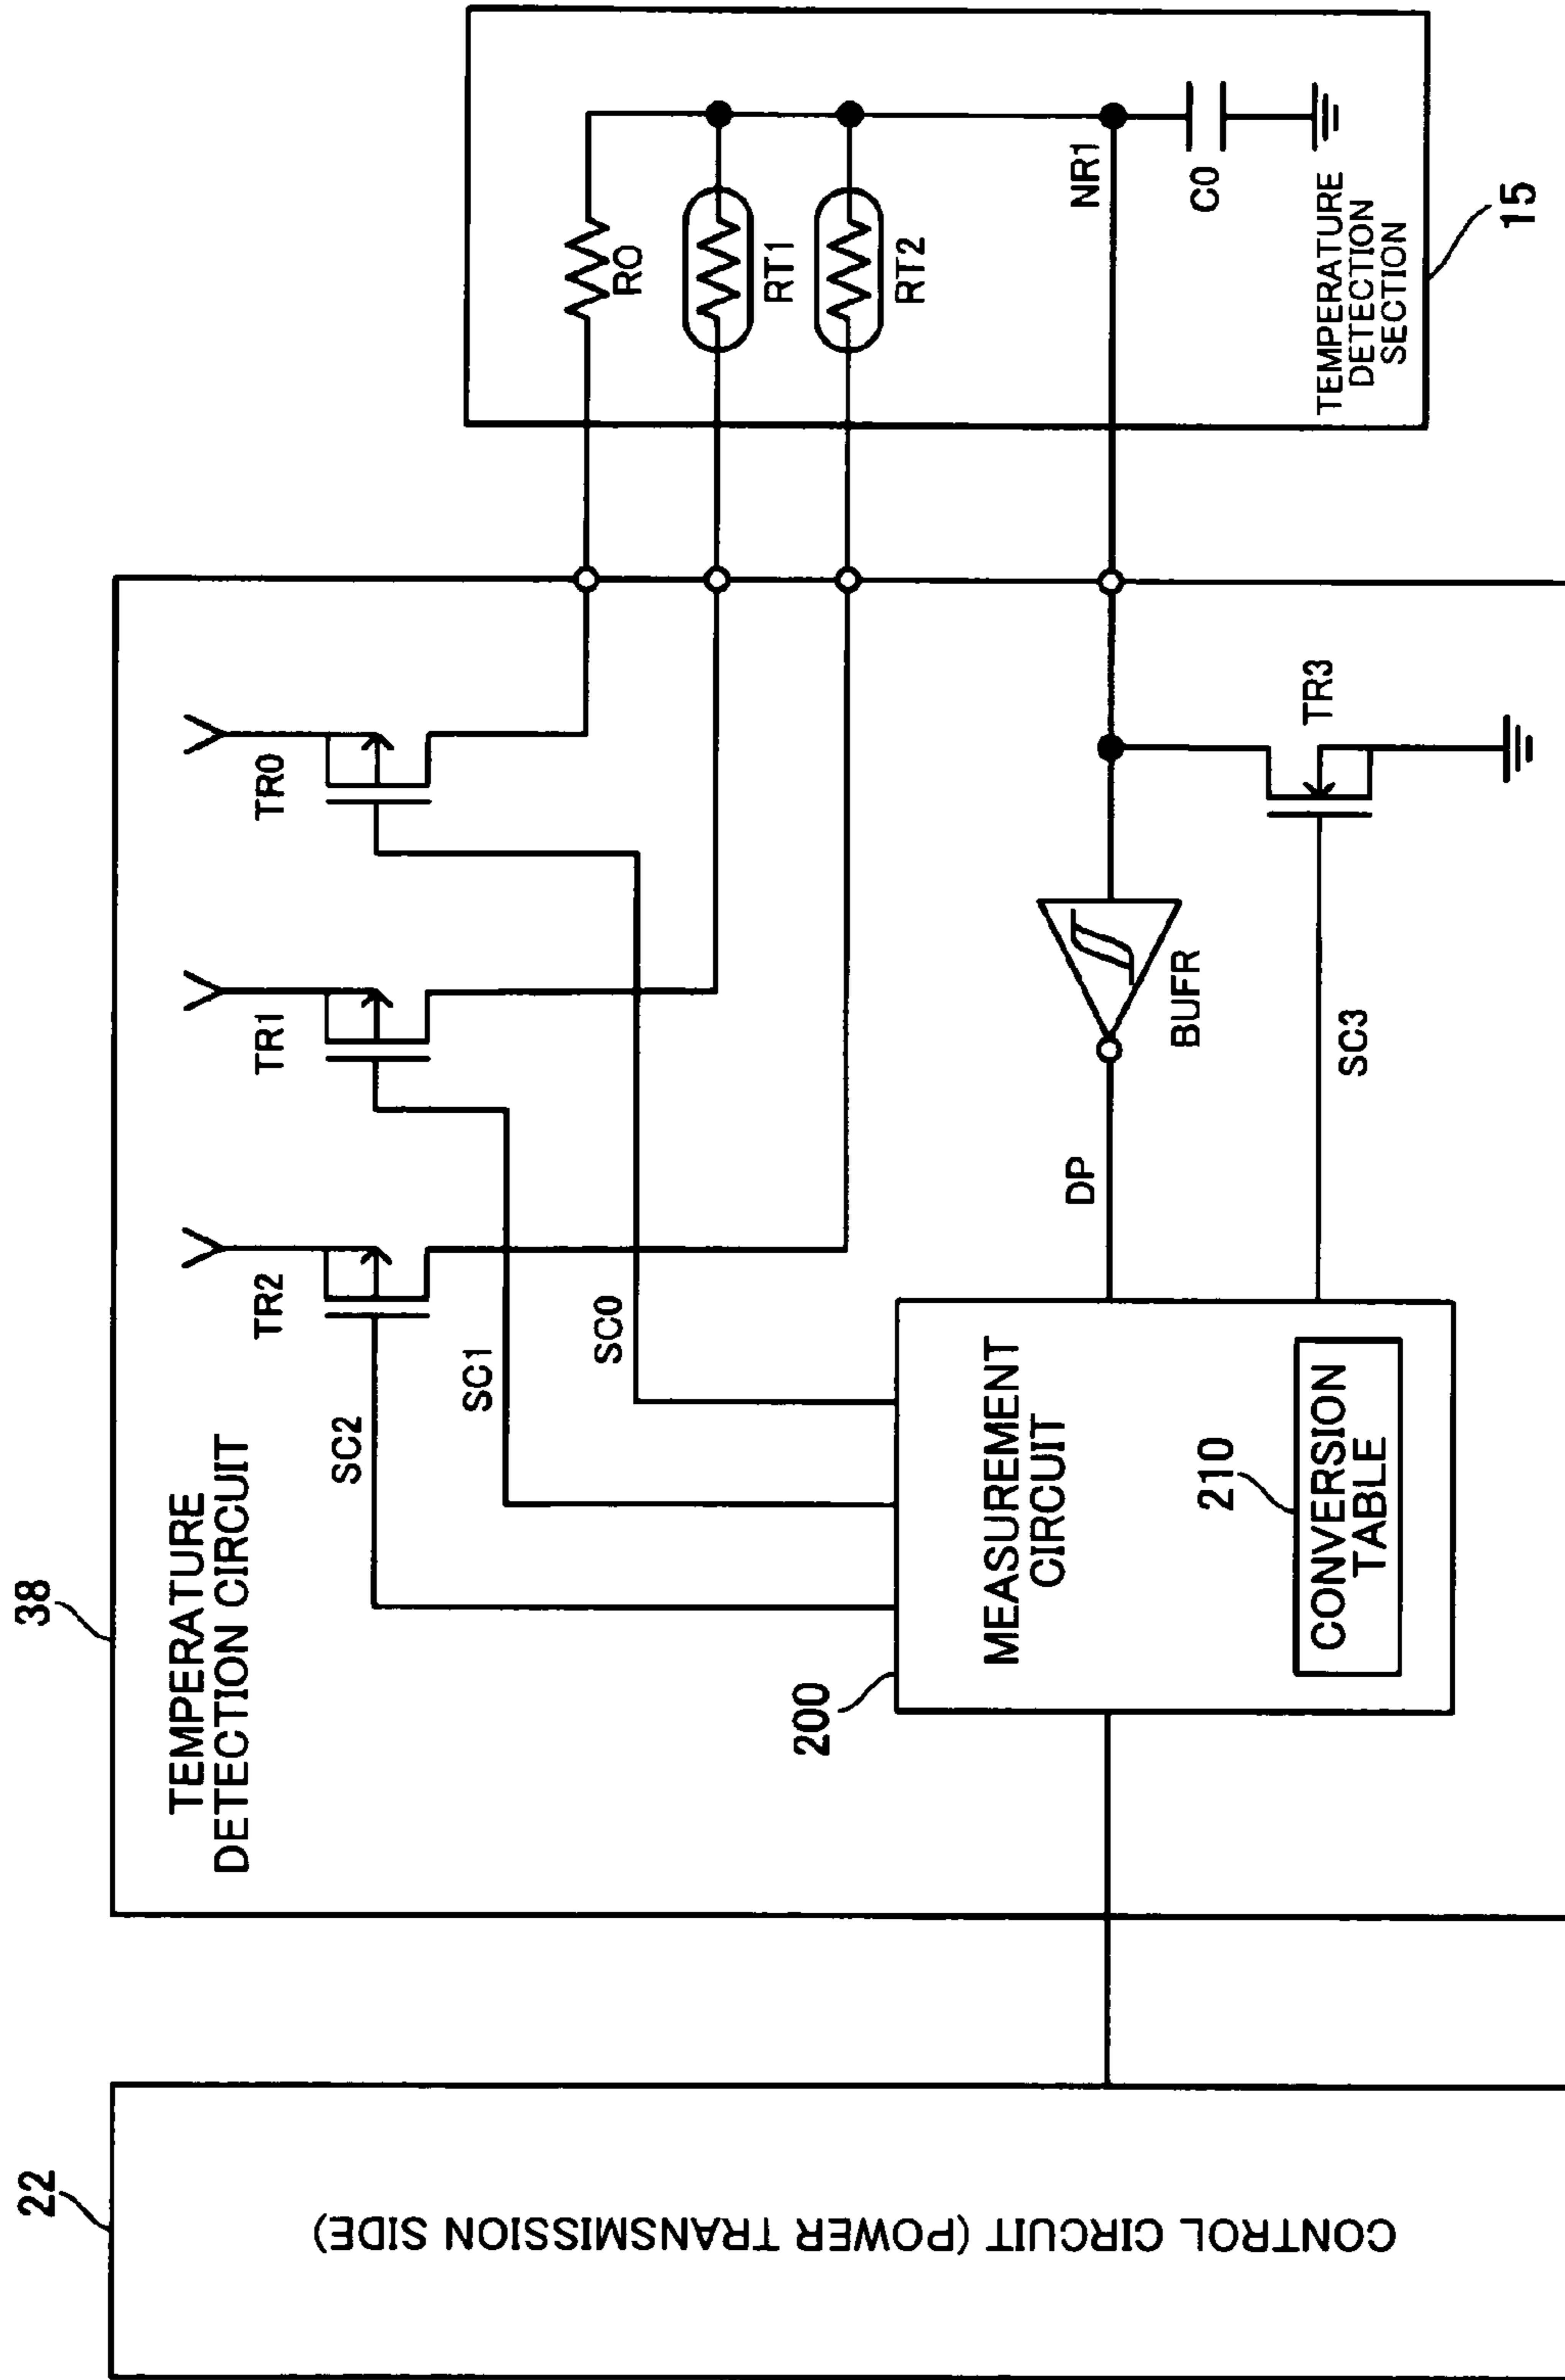 22
CONTROL CIRCUIT (POWER TRANSMISSION SIDE)
38
TEMPERATURE
DETECTION CIRCUIT
TR2
TR1
TR0
SC2
SC1
SC0
200
MEASUREMENT
CIRCUIT
210
CONVERSION
TABLE
DP
BUFR
SC3
TR3
R0
RT1
RT2
NR1
C0
TEMPERATURE
DETECTION
SECTION
15